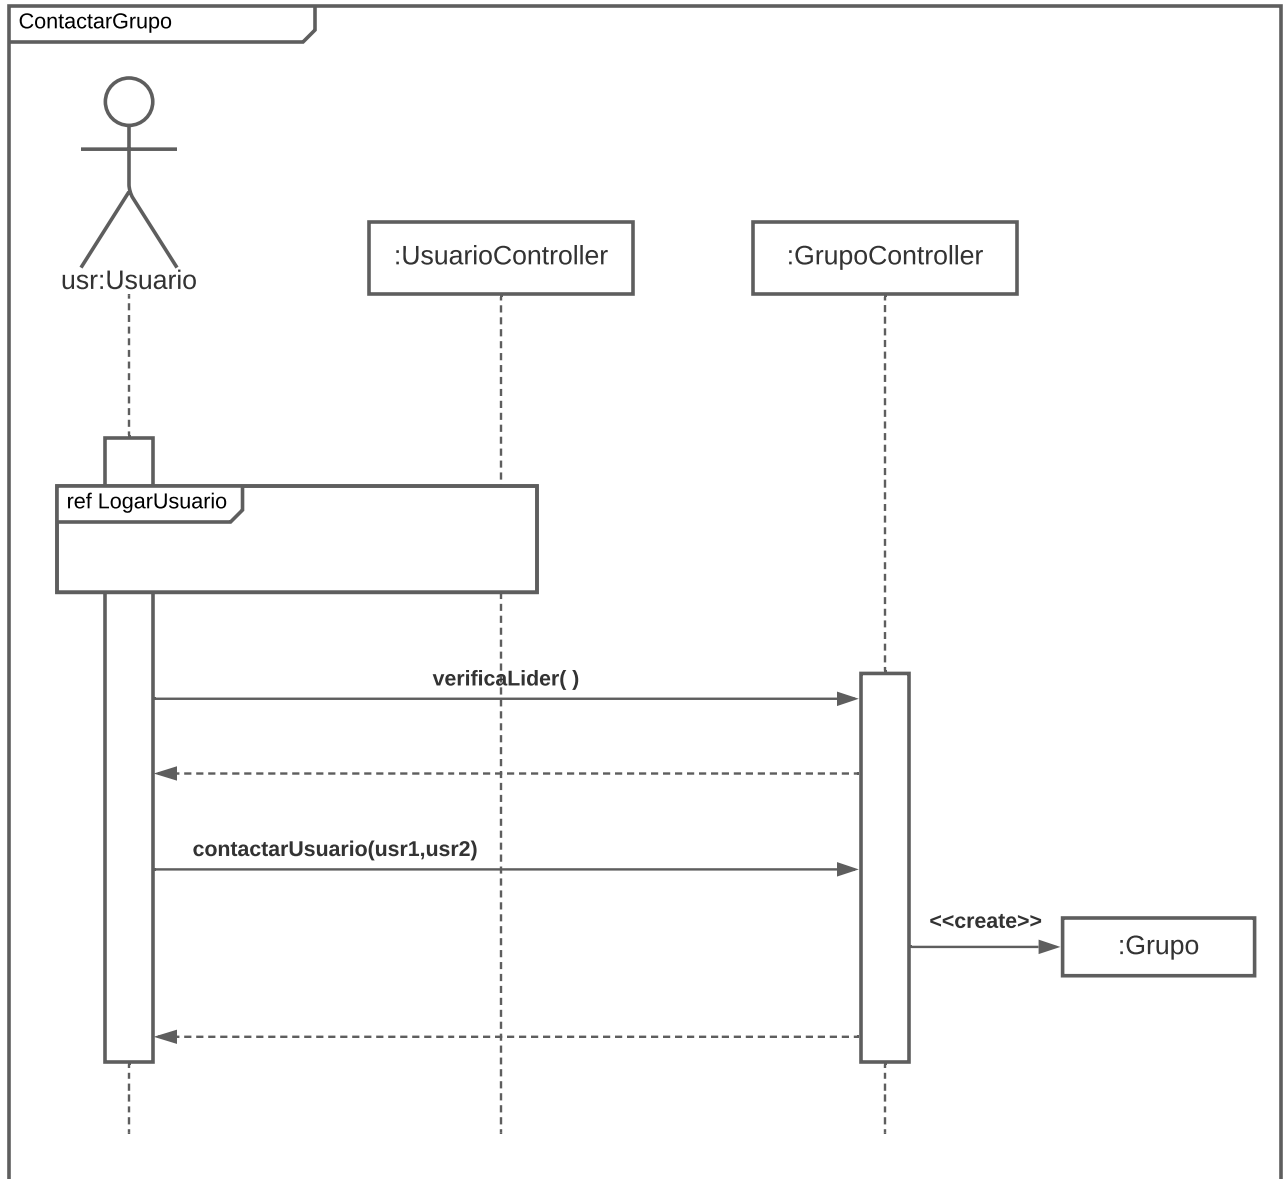 ContactarGrupo
usr:Usuario
:UsuarioController
:GrupoController
ref LogarUsuario
verificaLider( )
contactarUsuario(usr1,usr2)
<<create>>
:Grupo